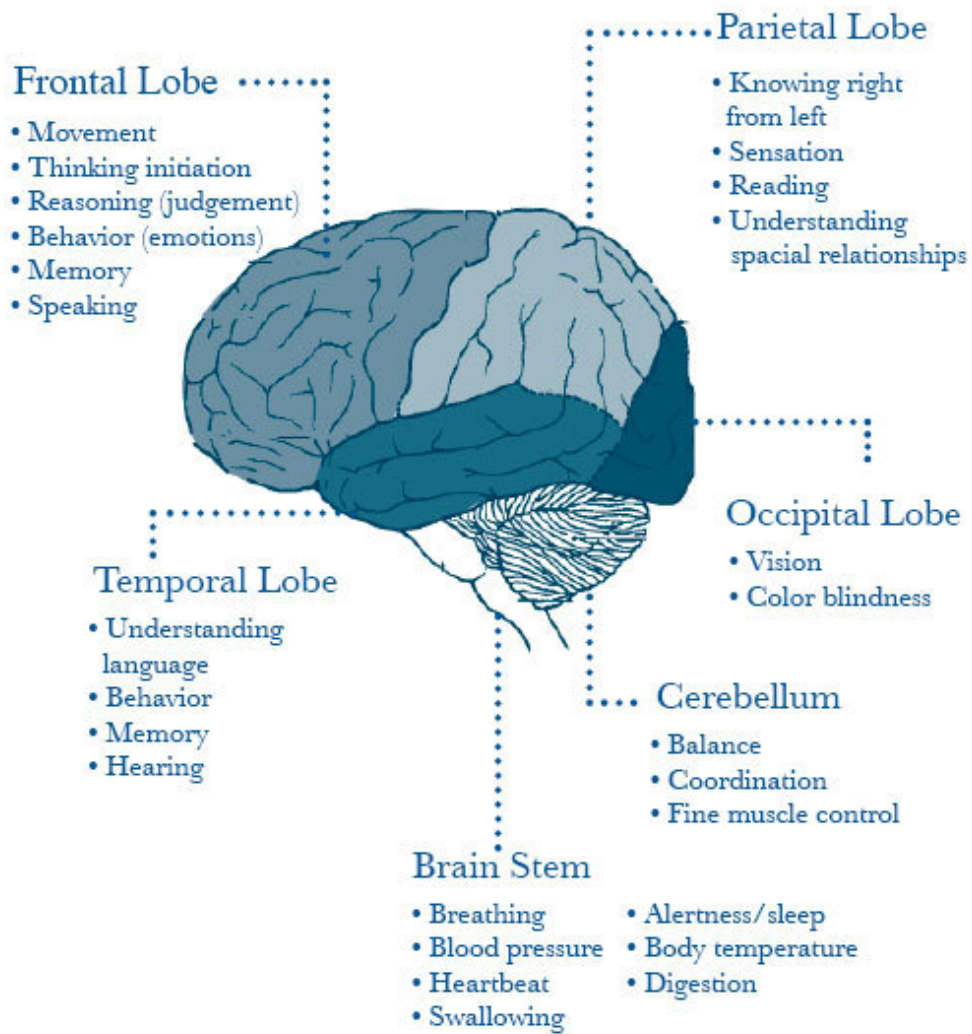 Frontal Lobe
• Movement
• Thinking initiation
• Reasoning (judgement)
• Behavior (emotions)
• Memory
• Speaking
Parietal Lobe
• Knowing right
from left
• Sensation
• Reading
• Understanding
spacial relationships
Occipital Lobe
• Vision
• Color blindness
Temporal Lobe
• Understanding
language
• Behavior
• Memory
• Hearing
Cerebellum
• Balance
• Coordination
• Fine muscle control
Brain Stem
• Breathing
• Blood pressure
• Heartbeat
• Swallowing
• Alertness/sleep
• Body temperature
• Digestion